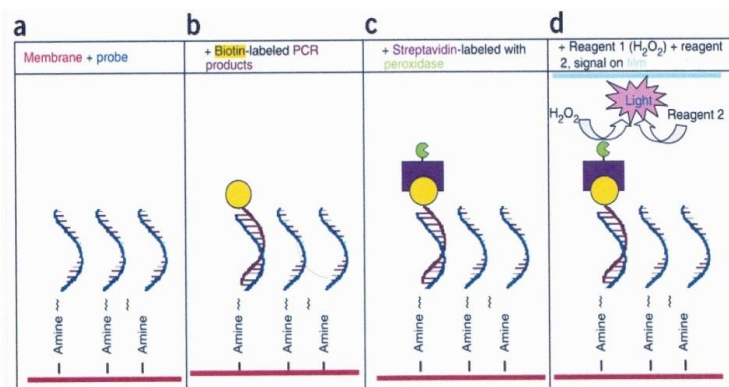 a
b
c
d
Membrane + probe
+ Biotin-labeled PCR
products
+ Streptavidin-labeled with
peroxidase
+ Reagent 1 (H₂O₂) + reagent
2, signal on film
Light
H₂O₂
Reagent 2
Amine
Amine
Amine
Amine
Amine
Amine
Amine
Amine
Amine
Amine
Amine
Amine